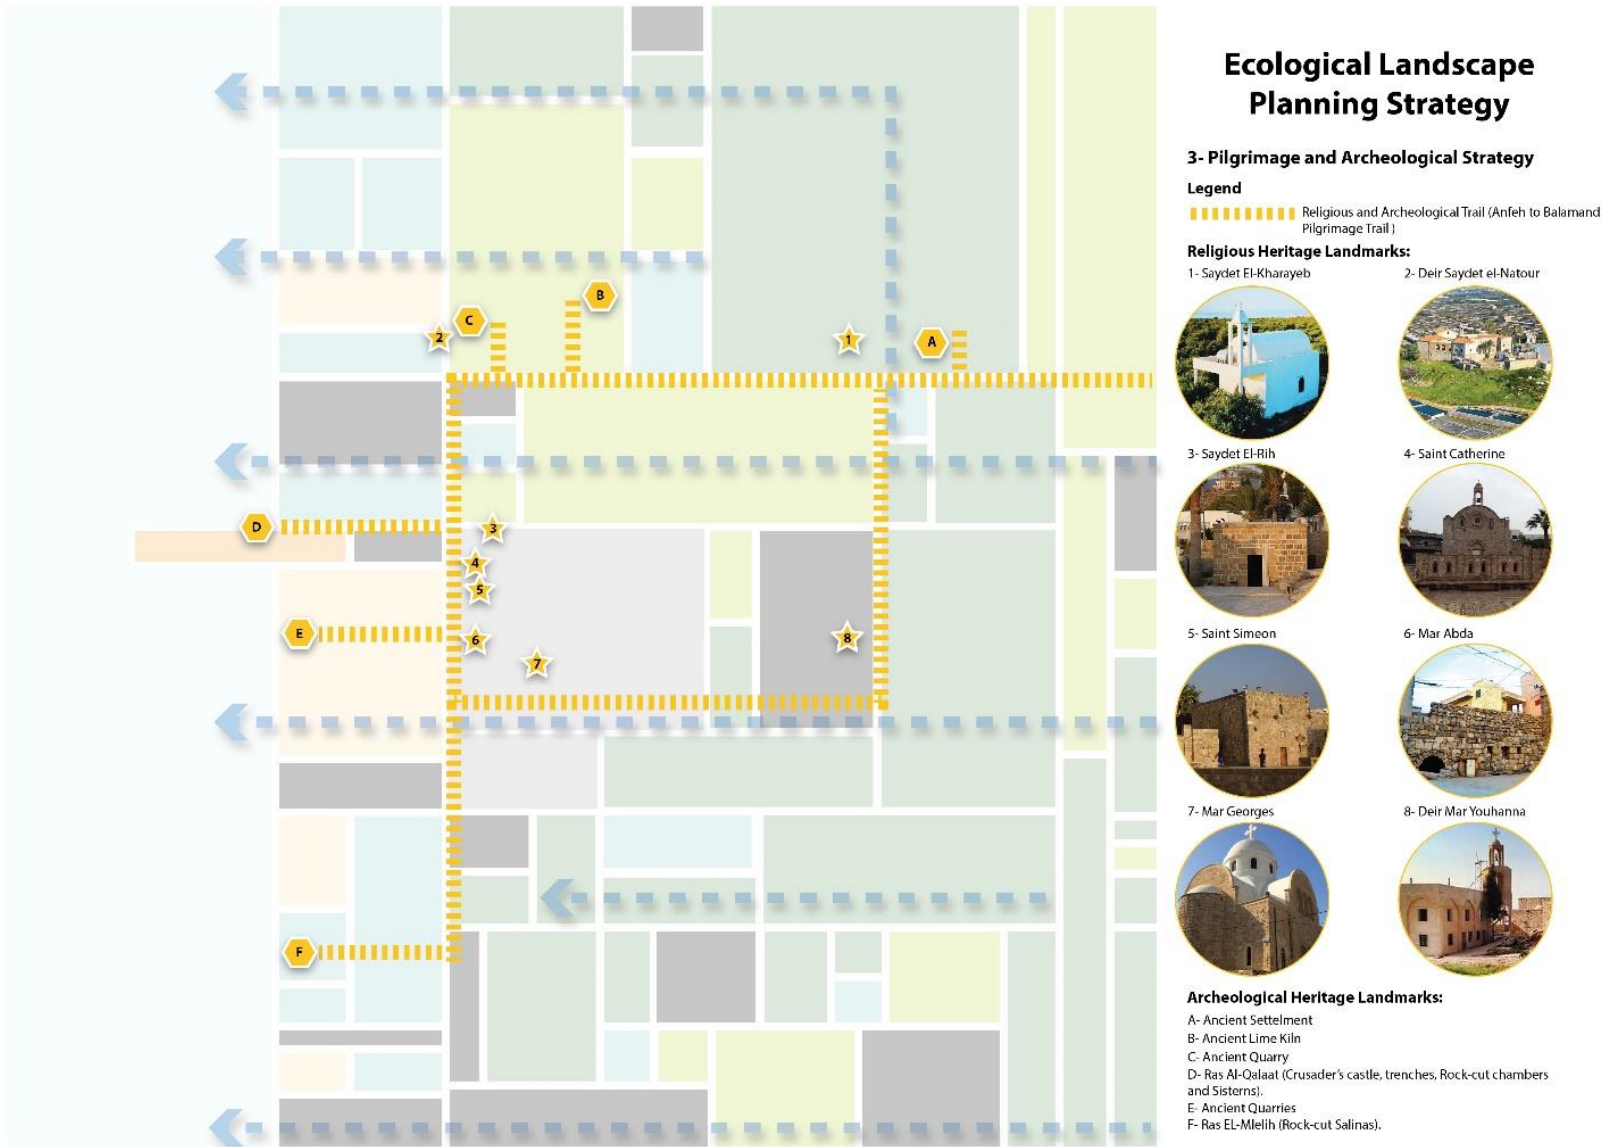 Ecological Landscape
Planning Strategy
3- Pilgrimage and Archeological Strategy
Legend
Religious and Archeological Trail (Anfeh to Balamand
Pilgrimage Trail )
Religious Heritage Landmarks:
1- Saydet El-Kharayeb
2- Deir Saydet el-Natour
3- Saydet El-Rih
4- Saint Catherine
5- Saint Simeon
6- Mar Abda
7- Mar Georges
8- Deir Mar Youhanna
Archeological Heritage Landmarks:
A- Ancient Settelment
B- Ancient Lime Kiln
C- Ancient Quarry
D- Ras Al-Qalaat (Crusader's castle, trenches, Rock-cut chambers
and Sisterns).
E- Ancient Quarries
F- Ras EL-Mlelih (Rock-cut Salinas).
B
C
2
1
A
D
3
4
5
E
6
7
8
F